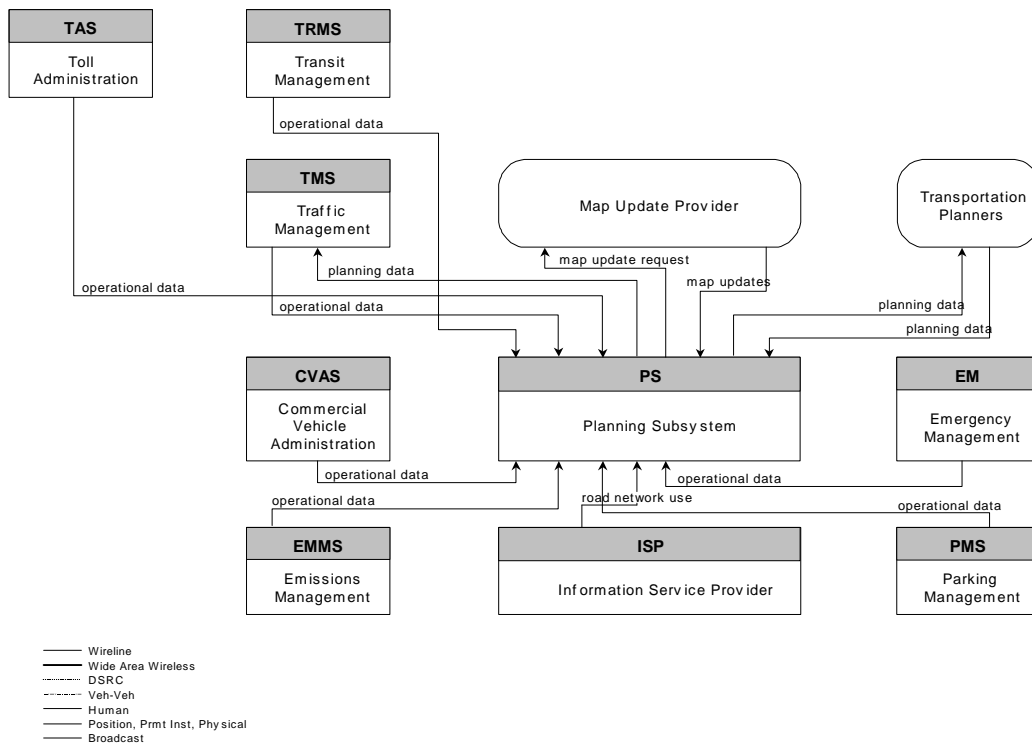 TAS
Toll
Administration
TRMS
Transit
Management
operational data
TMS
Traffic
Management
Map Update Provider
Transportation
Planners
map update request
planning data
map updates
operational data
operational data
planning data
planning data
CVAS
Commercial
Vehicle
Administration
PS
Planning Subsystem
EM
Emergency
Management
operational data
operational data
operational data
road network use
operational data
EMMS
Emissions
Management
ISP
Information Service Provider
PMS
Parking
Management
Wireline
Wide Area Wireless
DSRC
Veh-Veh
Human
Position, Prmt Inst, Physical
Broadcast